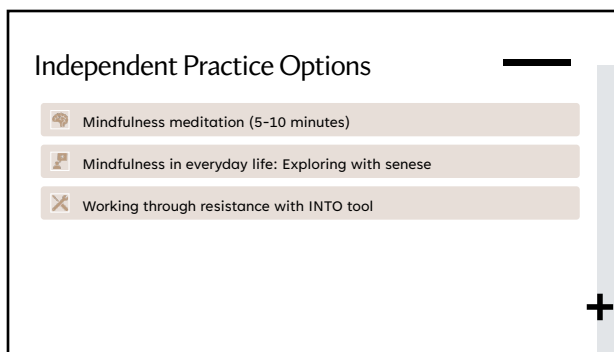 Independent Practice Options
Mindfulness meditation (5-10 minutes)
Mindfulness in everyday life: Exploring with senese
Working through resistance with INTO tool